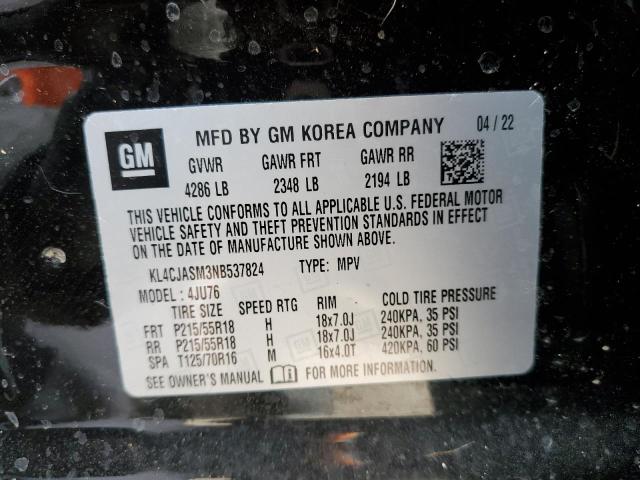 GM MFD BY GM KOREA COMPANY 04 / 22
GVWR GAWR FRT GAWR RR
4286 LB 2348 LB 2194 LB
THIS VEHICLE CONFORMS TO ALL APPLICABLE U.S. FEDERAL MOTOR
VEHICLE SAFETY AND THEFT PREVENTION STANDARDS IN EFFECT
ON THE DATE OF MANUFACTURE SHOWN ABOVE.
KL4CJASM3NB537824 TYPE: MPV
MODEL : 4JU76
TIRE SIZE SPEED RTG RIM COLD TIRE PRESSURE
FRT P215/55R18 H 18x7.0J 240KPA, 35 PSI
RR P215/55R18 H 18x7.0J 240KPA, 35 PSI
SPA T125/70R16 M 16x4.0T 420KPA, 60 PSI
SEE OWNER'S MANUAL FOR MORE INFORMATION.